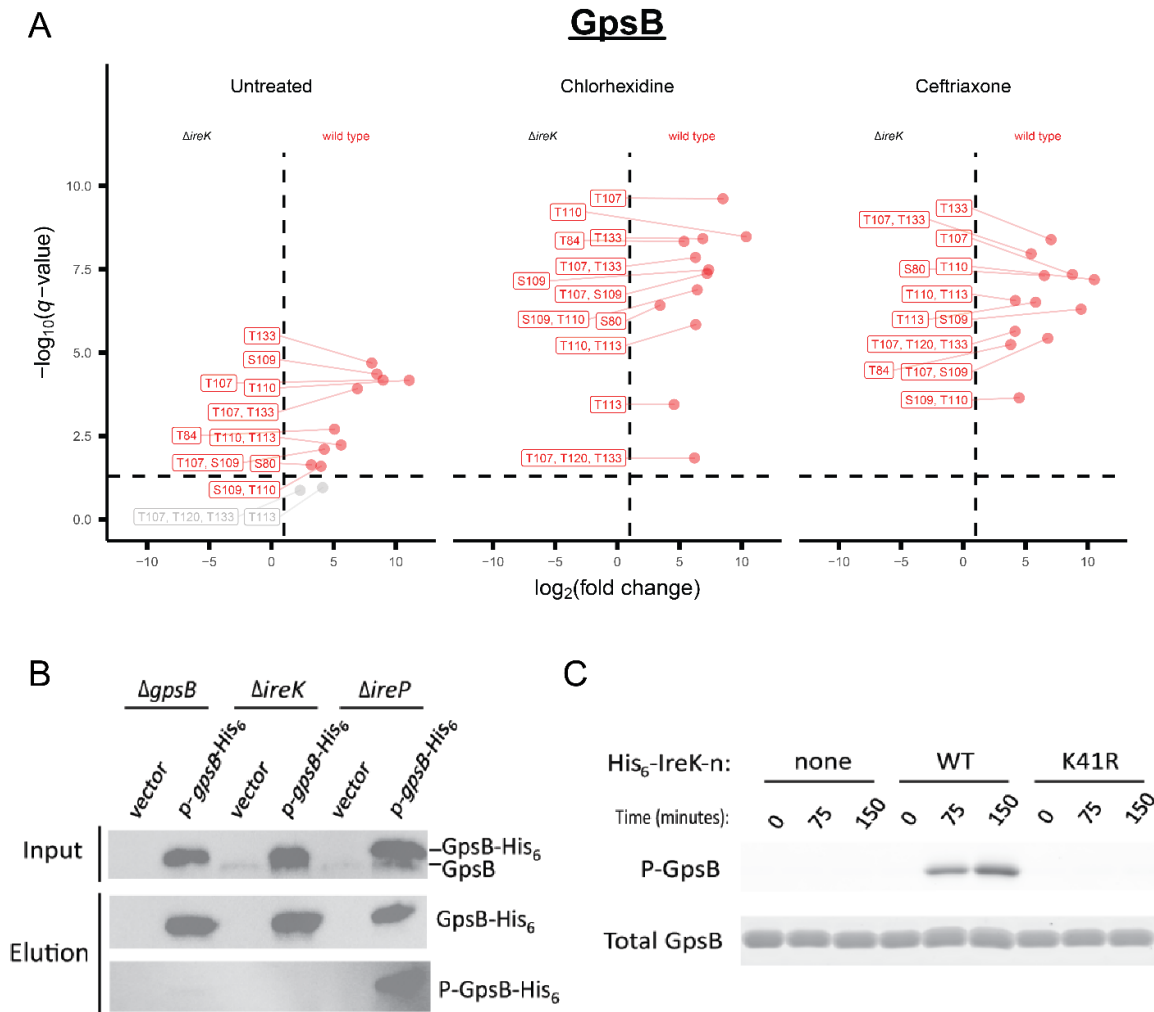 A
GpsB
Untreated
Chlorhexidine
Ceftriaxone
ΔireK
wild type
ΔireK
wild type
ΔireK
wild type
−log10(q−value)
10.0
7.5
5.0
2.5
0.0
T133
S109
T107
T110
T107, T133
T84
T110, T113
T107, S109
S80
S109, T110
T107, T120, T133
T113
T107
T110
T133
T84
T107, T133
S109
T107, S109
S109, T110
S80
T110, T113
T113
T107, T120, T133
T133
T107, T133
T107
S80
T110
T110, T113
T113
S109
T107, T120, T133
T84
T107, S109
S109, T110
−10 −5 0 5 10
−10 −5 0 5 10
−10 −5 0 5 10
log2(fold change)
B
ΔgpsB ΔireK ΔireP
vector p-gpsB-His6 vector p-gpsB-His6 vector p-gpsB-His6
Input
GpsB-His6
GpsB
Elution
GpsB-His6
P-GpsB-His6
C
His6-IreK-n: none WT K41R
Time (minutes): 0 75 150 0 75 150 0 75 150
P-GpsB
Total GpsB